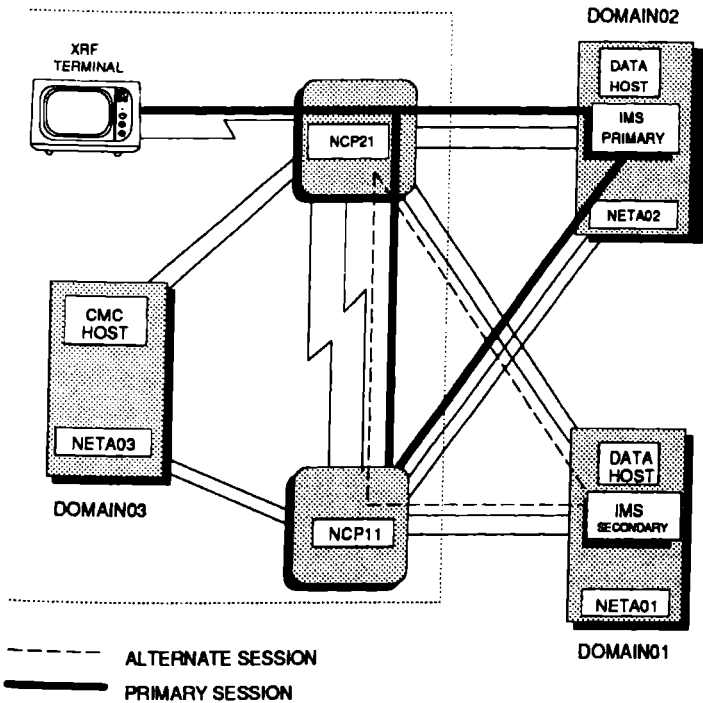 DOMAIN02
XRF
TERMINAL
DATA
HOST
IMS
PRIMARY
NCP21
NETA02
CMC
HOST
NETA03
DOMAIN03
DATA
HOST
IMS
SECONDARY
NCP11
NETA01
DOMAIN01
ALTERNATE SESSION
PRIMARY SESSION